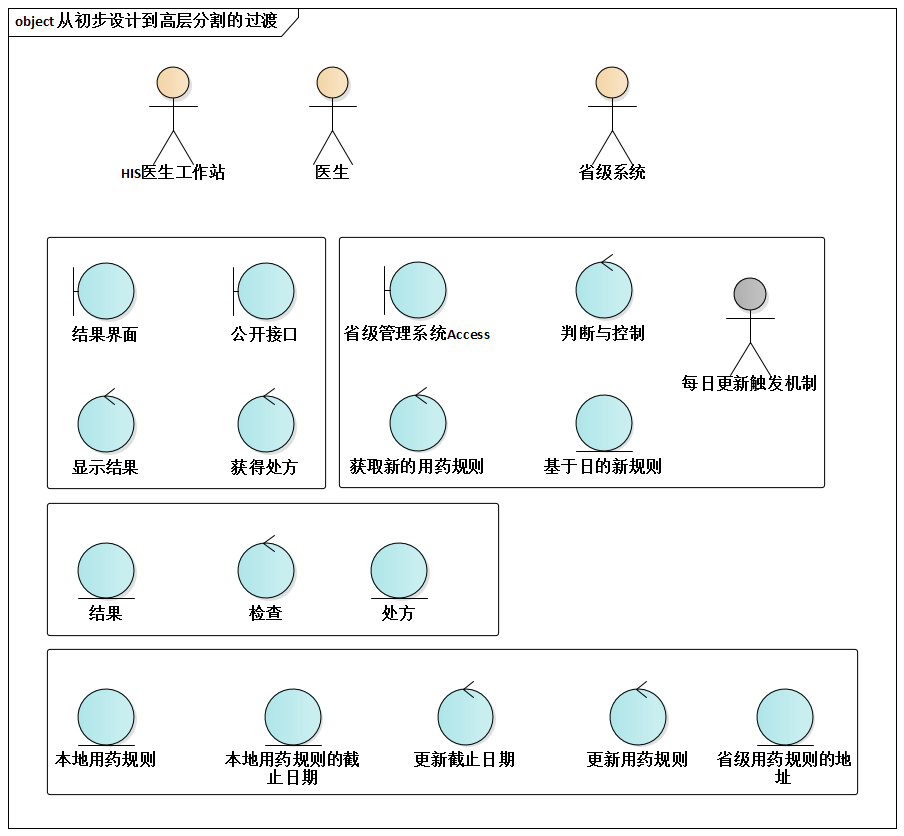 object 从初步设计到高层分割的过渡
HIS医生工作站
医生
省级系统
结果界面
公开接口
省级管理系统Access
判断与控制
每日更新触发机制
显示结果
获得处方
获取新的用药规则
基于日的新规则
结果
检查
处方
本地用药规则
本地用药规则的截
止日期
更新截止日期
更新用药规则
省级用药规则的地
址